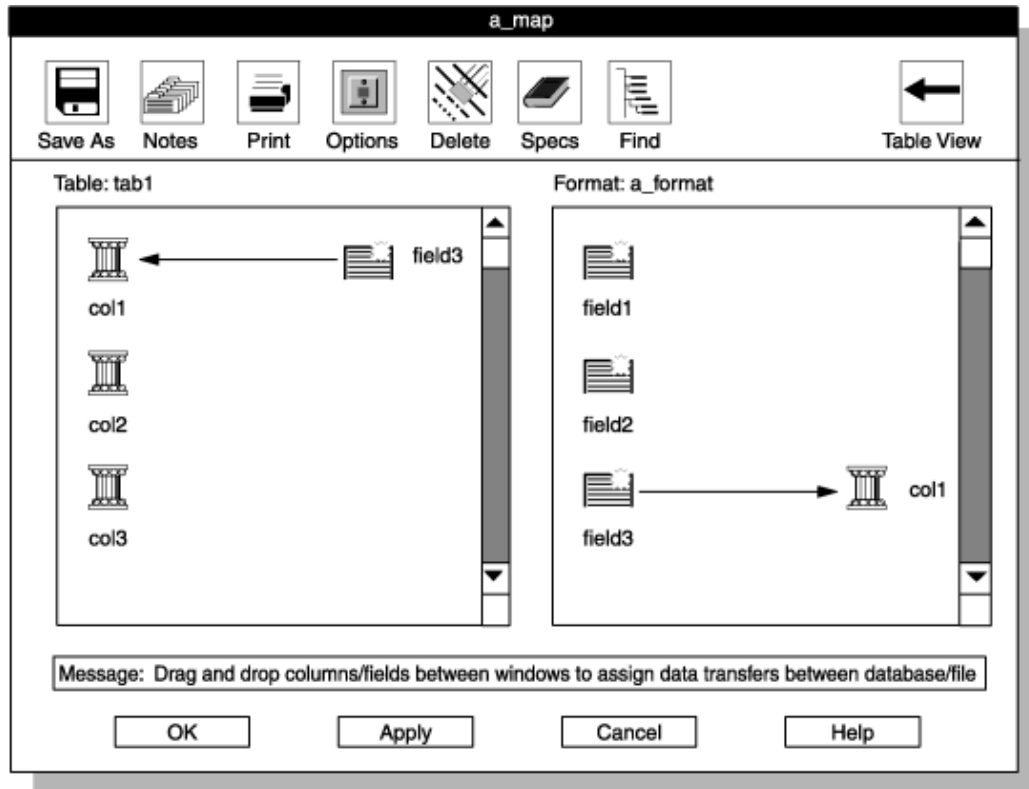 a_map
Save As Notes Print Options Delete Specs Find Table View
Table: tab1 Format: a_format
field3
col1 field1
col2 field2
col1
col3 field3
Message: Drag and drop columns/fields between windows to assign data transfers between database/file
OK Apply Cancel Help